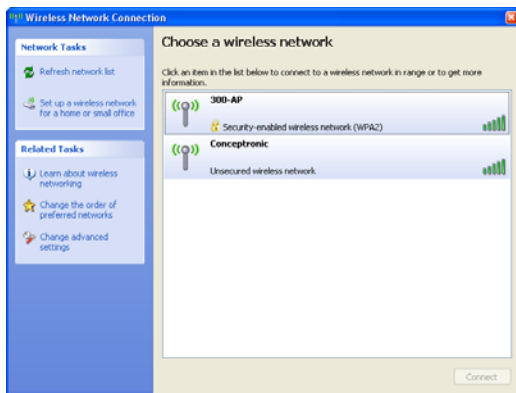 Wireless Network Connection
Network Tasks
Refresh network list
Set up a wireless network
for a home or small office
Related Tasks
Learn about wireless
networking
Change the order of
preferred networks
Change advanced
settings
Choose a wireless network
Click an item in the list below to connect to a wireless network in range or to get more
information.
300-AP
Security-enabled wireless network (WPA2)
Conceptronic
Unsecured wireless network
Connect